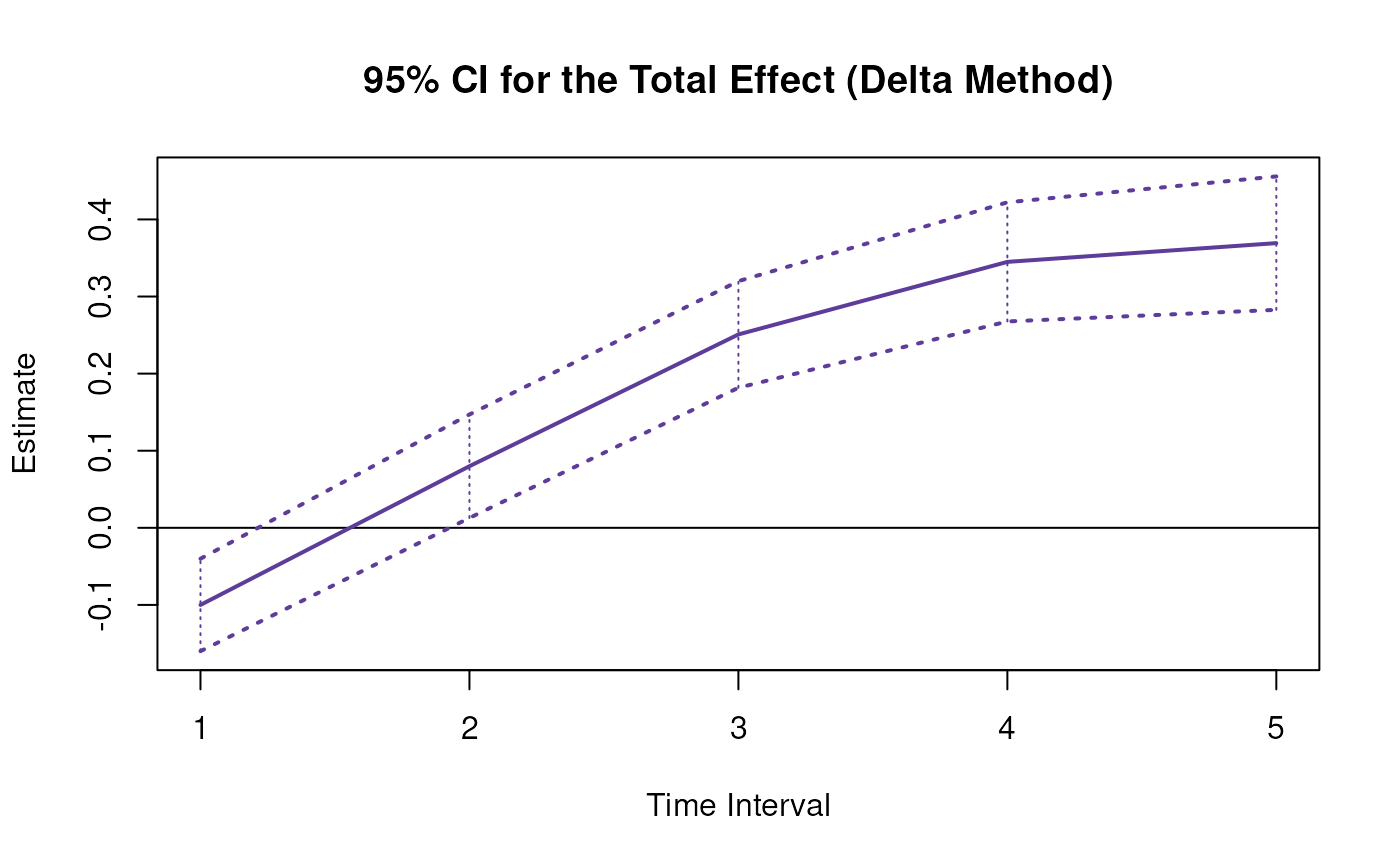 95% CI for the Total Effect (Delta Method)
Estimate
0.4
0.3
0.2
0.1
0.0
-0.1
1 2 3 4 5
Time Interval